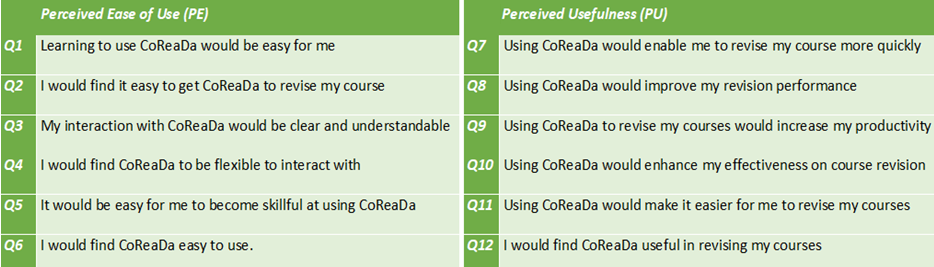 Perceived Ease of Use (PE)
Q1 Learning to use CoReaDa would be easy for me
Q2 I would find it easy to get CoReaDa to revise my course
Q3 My interaction with CoReaDa would be clear and understandable
Q4 I would find CoReaDa to be flexible to interact with
Q5 It would be easy for me to become skillful at using CoReaDa
Q6 I would find CoReaDa easy to use.
Perceived Usefulness (PU)
Q7 Using CoReaDa would enable me to revise my course more quickly
Q8 Using CoReaDa would improve my revision performance
Q9 Using CoReaDa to revise my courses would increase my productivity
Q10 Using CoReaDa would enhance my effectiveness on course revision
Q11 Using CoReaDa would make it easier for me to revise my courses
Q12 I would find CoReaDa useful in revising my courses